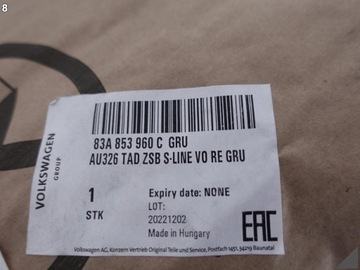 8
VOLKSWAGEN
GROUP
83A 853 960 C GRU
AU326 TAD ZSB S-LINE VO RE GRU
1
STK
Expiry date: NONE
LOT:
20221202
Made in Hungary
EAC
Volkswagen AG, Konzern Vertrieb Original Teile und Service, Postfach 1451, 34219 Baunatal